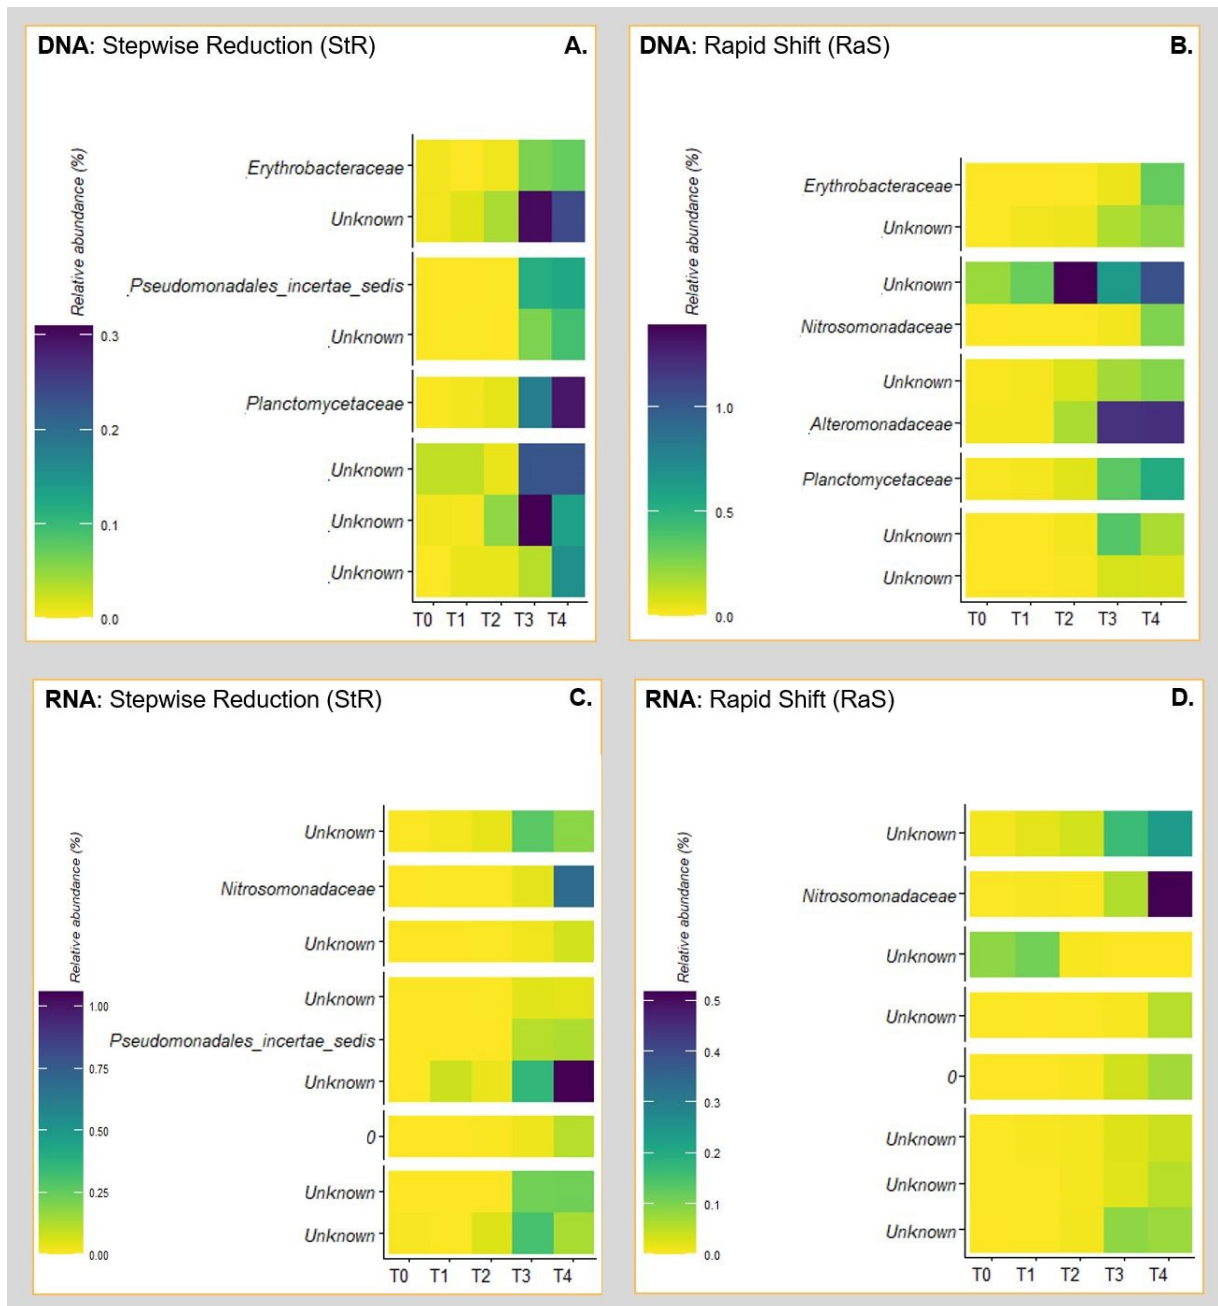 DNA: Stepwise Reduction (StR) A.
Relative abundance (%)
Erythrobacteraceae
Unknown
Pseudomonadales_incertae_sedis
Unknown
Planctomycetaceae
Unknown
Unknown
Unknown
0.3
0.2
0.1
0.0
T0 T1 T2 T3 T4
DNA: Rapid Shift (RaS) B.
Relative abundance (%)
Erythrobacteraceae
Unknown
Unknown
Nitrosomonadaceae
Unknown
Alteromonadaceae
Planctomycetaceae
Unknown
Unknown
1.0
0.5
0.0
T0 T1 T2 T3 T4
RNA: Stepwise Reduction (StR) C.
Relative abundance (%)
Unknown
Nitrosomonadaceae
Unknown
Unknown
Pseudomonadales_incertae_sedis
Unknown
0
Unknown
Unknown
1.00
0.75
0.50
0.25
0.00
T0 T1 T2 T3 T4
RNA: Rapid Shift (RaS) D.
Relative abundance (%)
Unknown
Nitrosomonadaceae
Unknown
Unknown
0
Unknown
Unknown
Unknown
0.5
0.4
0.3
0.2
0.1
0.0
T0 T1 T2 T3 T4